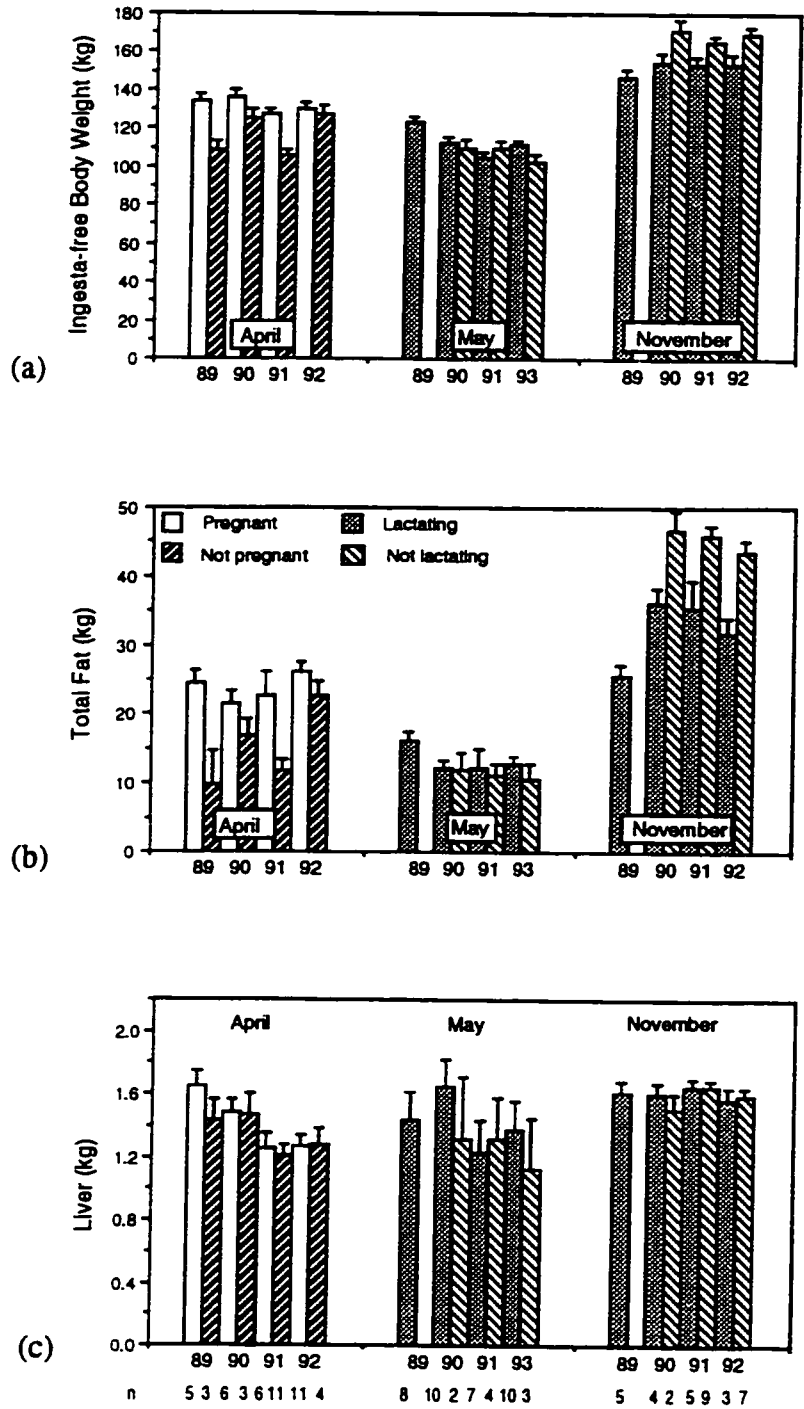 180
160
140
120
100
80
60
40
20
0
Ingesta-free Body Weight (kg)
April
May
November
89 90 91 92
89 90 91 93
89 90 91 92
(a)
50
40
30
20
10
0
Total Fat (kg)
Pregnant
Lactating
Not pregnant
Not lactating
April
May
November
89 90 91 92
89 90 91 93
89 90 91 92
(b)
2.0
1.6
1.2
0.8
0.4
0.0
Liver (kg)
April
May
November
89 90 91 92
89 90 91 93
89 90 91 92
(c)
n 5 3 6 3 6 11 11 4 8 10 2 7 4 10 3 5 4 2 5 9 3 7